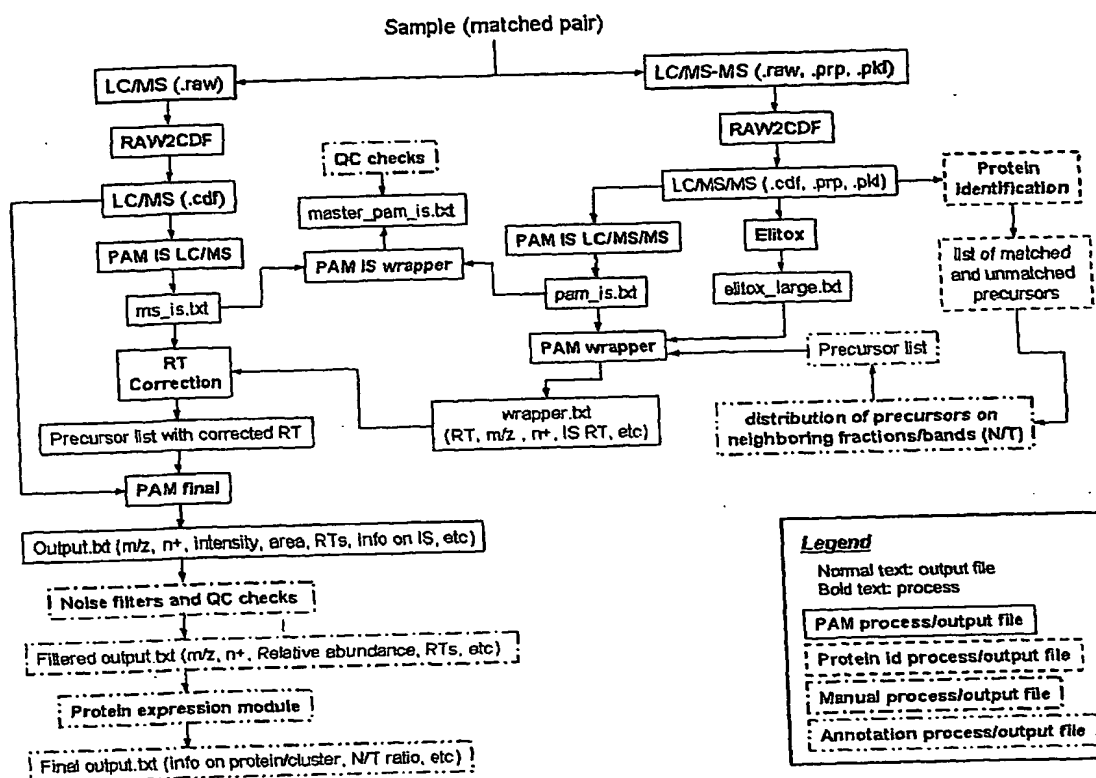 Sample (matched pair)
LC/MS (.raw)
LC/MS-MS (.raw, .prp, .pkl)
RAW2CDF
RAW2CDF
QC checks
LC/MS (.cdf)
LC/MS/MS (.cdf, .prp, .pkl)
Protein
identification
master_pam_is.txt
PAM IS LC/MS
PAM IS wrapper
PAM IS LC/MS/MS
Elitox
list of matched
and unmatched
precursors
ms_is.txt
pam_is.txt
elitox_large.txt
RT
Correction
PAM wrapper
Precursor list
Precursor list with corrected RT
wrapper.txt
(RT, m/z , n+, IS RT, etc)
distribution of precursors on
neighboring fractions/bands (N/T)
PAM final
Output.txt (m/z, n+, intensity, area, RTs, info on IS, etc)
Noise filters and QC checks
Filtered output.txt (m/z, n+, Relative abundance, RTs, etc)
Protein expression module
Final output.txt (info on protein/cluster, N/T ratio, etc)
Legend
Normal text: output file
Bold text: process
PAM process/output file
Protein id process/output file
Manual process/output file
Annotation process/output file